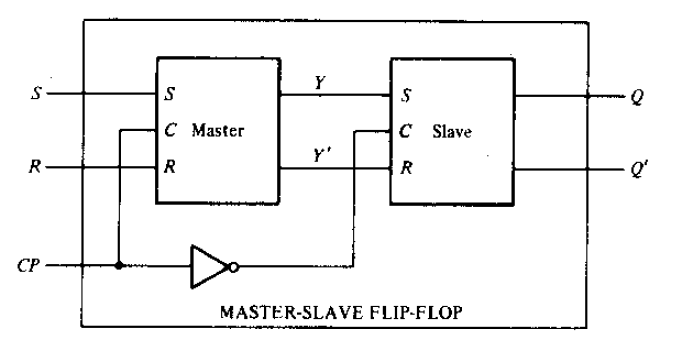 S S Y S Q
C Master C Slave
R R Y' R Q'
CP
MASTER-SLAVE FLIP-FLOP